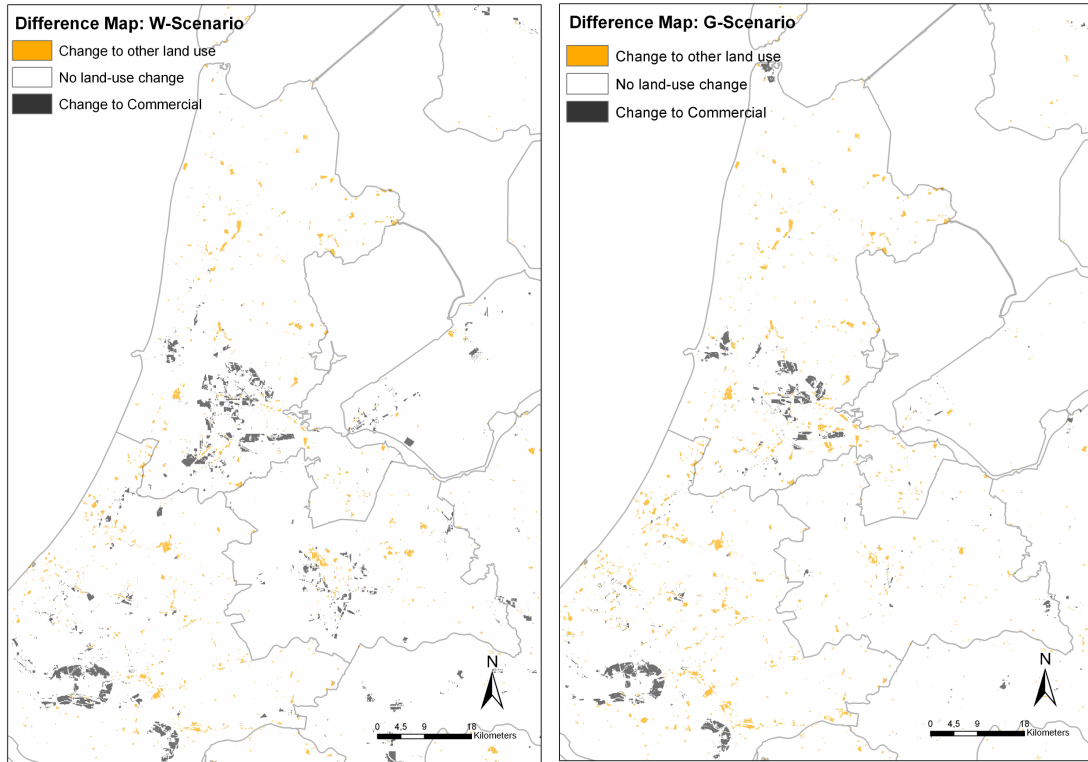 Difference Map: W-Scenario
Change to other land use
No land-use change
Change to Commercial
N
0 4.5 9 18
Kilometers
Difference Map: G-Scenario
Change to other land use
No land-use change
Change to Commercial
N
0 4.5 9 18
Kilometers